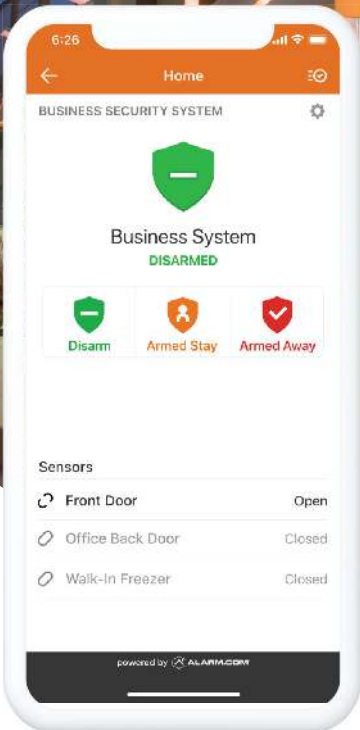 6:26
Home
BUSINESS SECURITY SYSTEM
Business System
DISARMED
Disarm Armed Stay Armed Away
Sensors
Front Door Open
Office Back Door Closed
Walk-In Freezer Closed
powered by ALARM.COM